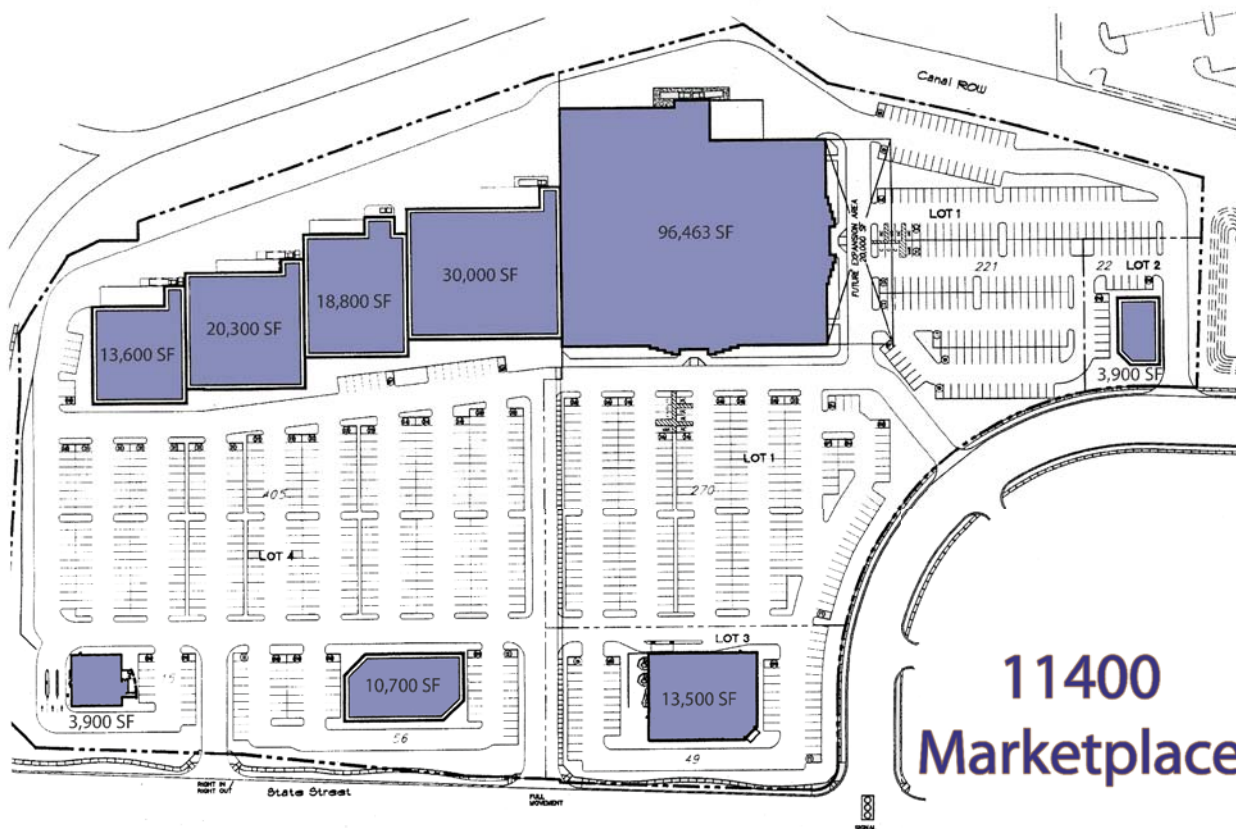 Canal ROW
96,463 SF
LOT 1
30,000 SF
FUTURE EXPANSION AREA
20,000 SF
221
22
LOT 2
18,800 SF
20,300 SF
13,600 SF
3,900 SF
LOT 1
405
270
LOT 4
LOT 3
10,700 SF
13,500 SF
15
3,900 SF
49
11400
Marketplace
RIGHT IN /
RIGHT OUT
State Street
FULL
MOVEMENT
SIGNAL